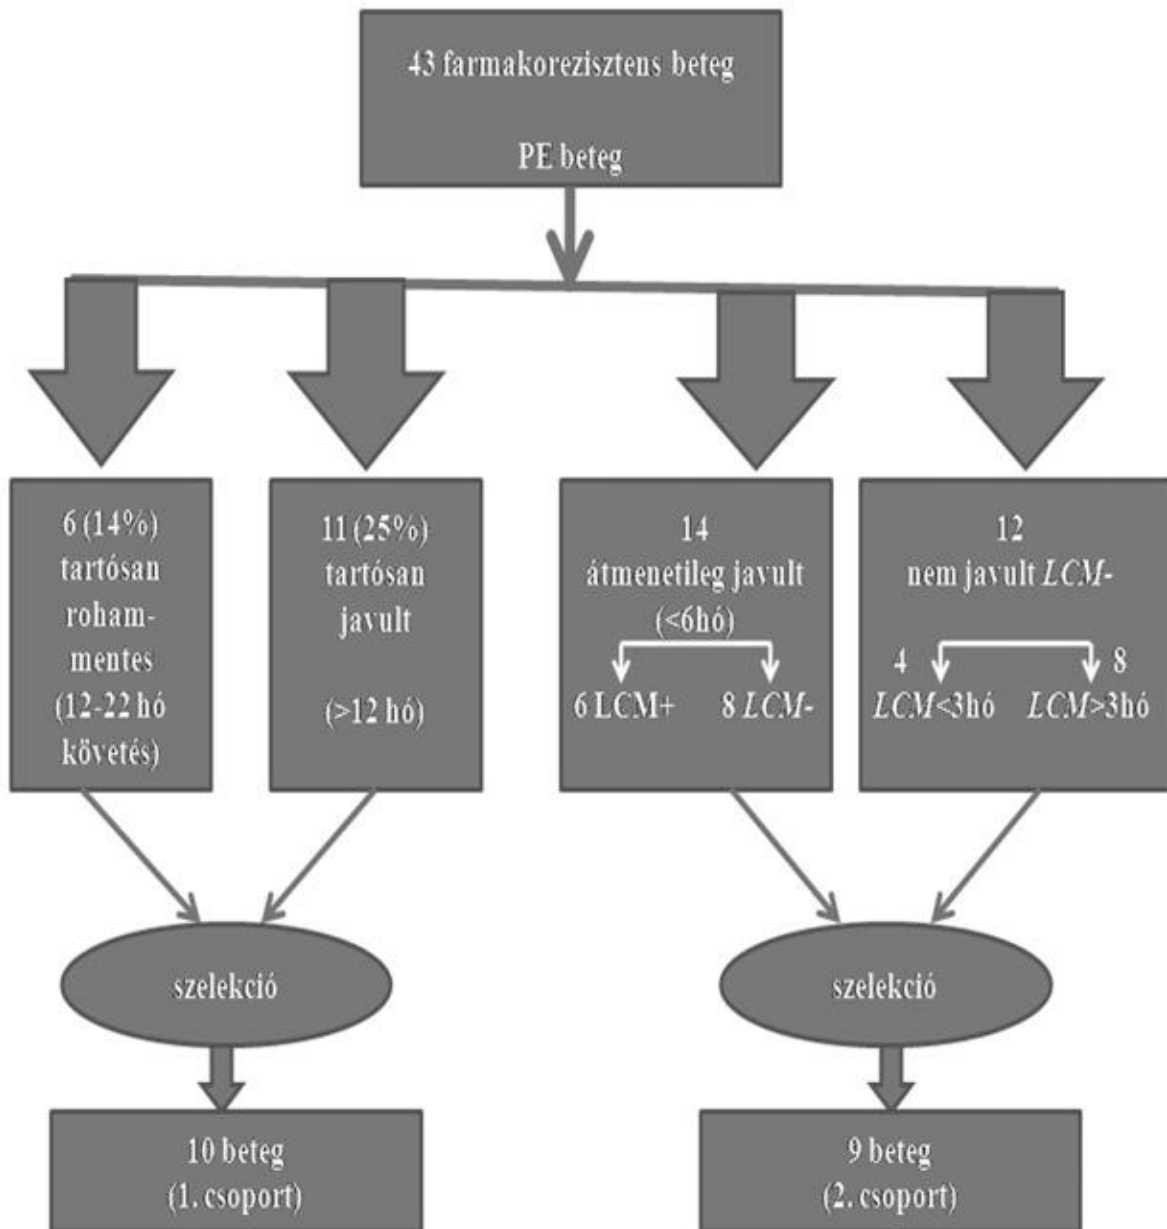 43 farmakorezisztens beteg
PE beteg
6 (14%)
tartósan
roham-
mentes
(12-22 hó
követés)
11 (25%)
tartósan
javult
(>12 hó)
14
átmenetileg javult
(<6hó)
6 LCM+ 8 LCM-
12
nem javult LCM-
4 8
LCM<3hó LCM>3hó
szelekció
szelekció
10 beteg
(1. csoport)
9 beteg
(2. csoport)